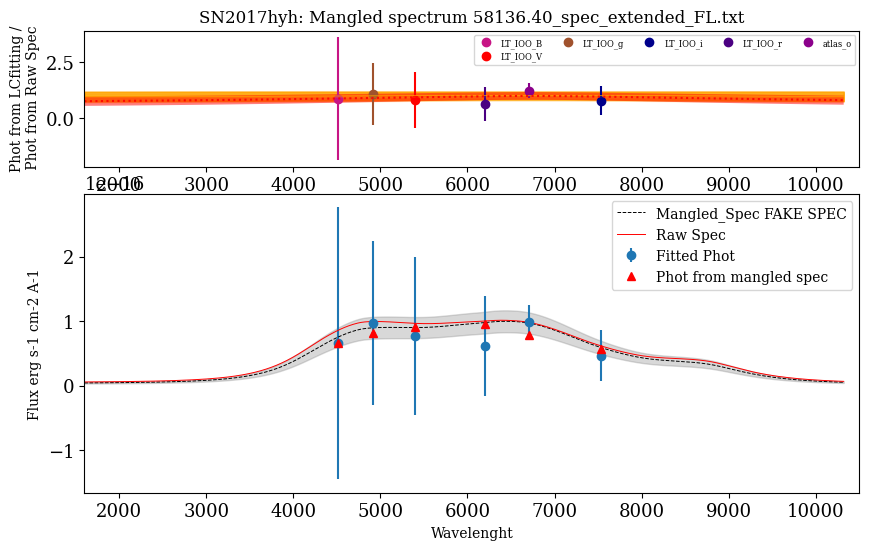 SN2017hyh: Mangled spectrum 58136.40_spec_extended_FL.txt
Phot from LCfitting /
Phot from Raw Spec
2.5
0.0
LT_IOO_B
LT_IOO_g
LT_IOO_i
LT_IOO_r
atlas_o
LT_IOO_V
2000 3000 4000 5000 6000 7000 8000 9000 10000
1e−16
Flux erg s-1 cm-2 A-1
2
1
0
−1
Mangled_Spec FAKE SPEC
Raw Spec
Fitted Phot
Phot from mangled spec
2000 3000 4000 5000 6000 7000 8000 9000 10000
Wavelenght